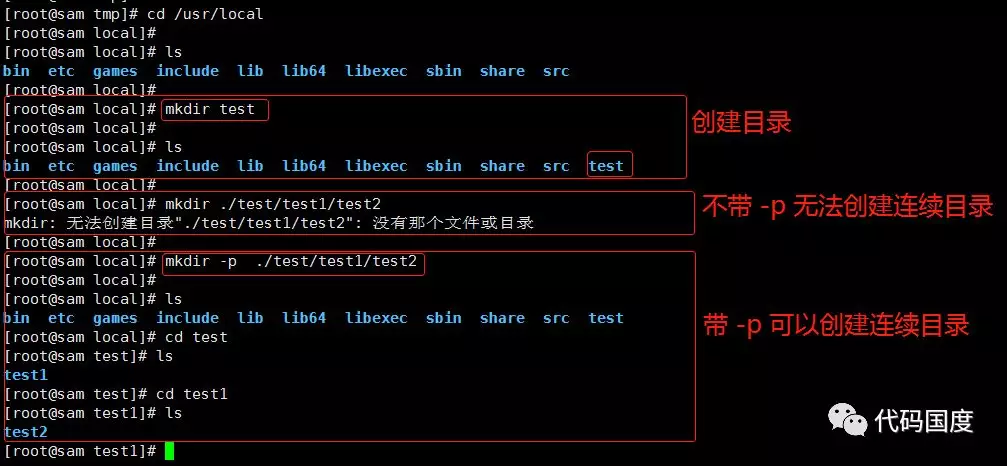 [root@sam tmp]# cd /usr/local
[root@sam local]#
[root@sam local]# ls
bin etc games include lib lib64 libexec sbin share src
[root@sam local]#
[root@sam local]# mkdir test
[root@sam local]#
[root@sam local]# ls
bin etc games include lib lib64 libexec sbin share src test
[root@sam local]#
创建目录
[root@sam local]# mkdir ./test/test1/test2
mkdir: 无法创建目录"./test/test1/test2": 没有那个文件或目录
[root@sam local]#
不带 -p 无法创建连续目录
[root@sam local]# mkdir -p  ./test/test1/test2
[root@sam local]#
[root@sam local]# ls
bin etc games include lib lib64 libexec sbin share src test
[root@sam local]# cd test
[root@sam test]# ls
test1
[root@sam test]# cd test1
[root@sam test1]# ls
test2
[root@sam test1]#
带 -p 可以创建连续目录
代码国度